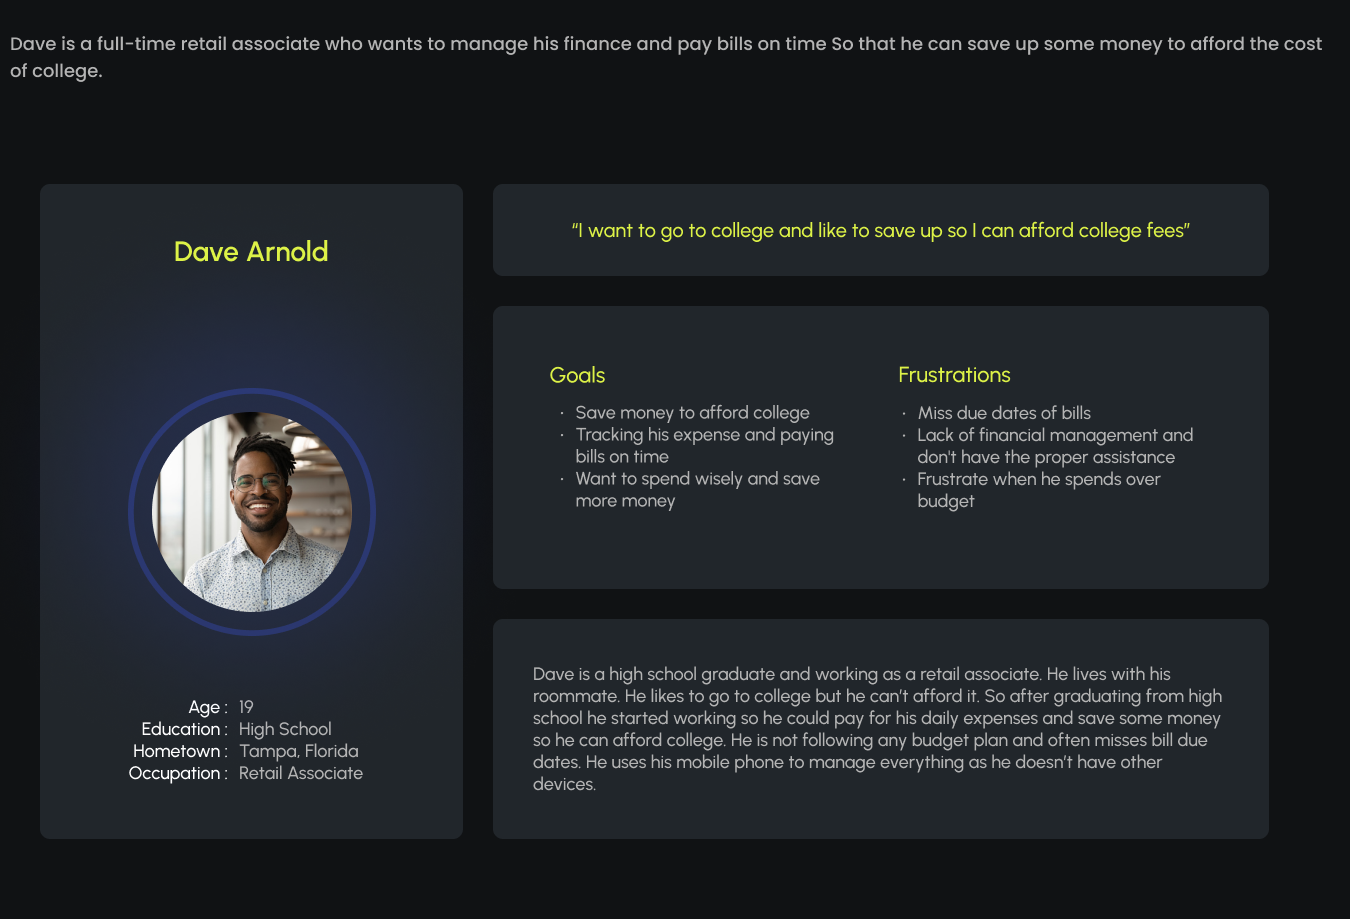 Dave is a full-time retail associate who wants to manage his finance and pay bills on time So that he can save up some money to afford the cost
of college.
Dave Arnold
Age : 19
Education : High School
Hometown : Tampa, Florida
Occupation : Retail Associate
“I want to go to college and like to save up so I can afford college fees”
Goals
· Save money to afford college
· Tracking his expense and paying
bills on time
· Want to spend wisely and save
more money
Frustrations
· Miss due dates of bills
· Lack of financial management and
don't have the proper assistance
· Frustrate when he spends over
budget
Dave is a high school graduate and working as a retail associate. He lives with his
roommate. He likes to go to college but he can’t afford it. So after graduating from high
school he started working so he could pay for his daily expenses and save some money
so he can afford college. He is not following any budget plan and often misses bill due
dates. He uses his mobile phone to manage everything as he doesn’t have other
devices.